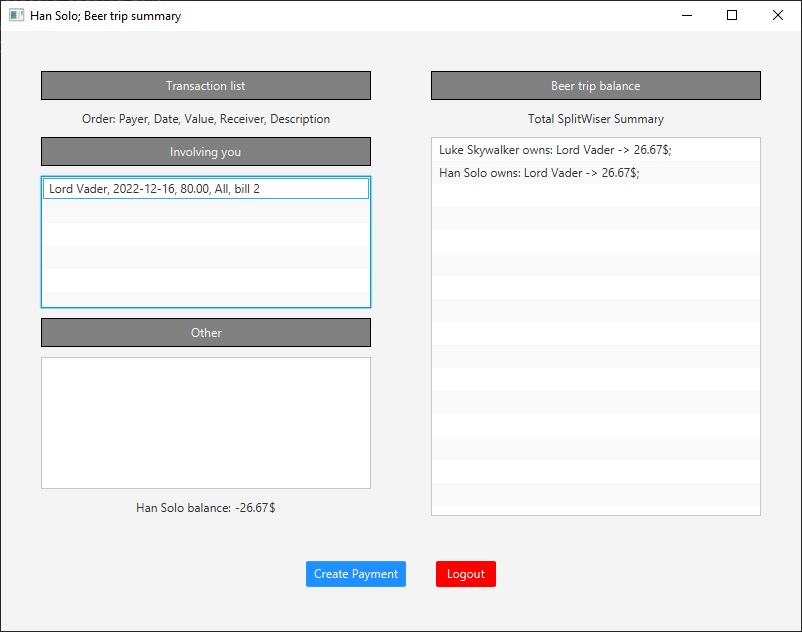 Han Solo; Beer trip summary
Transaction list
Order: Payer, Date, Value, Receiver, Description
Involving you
Lord Vader, 2022-12-16, 80.00, All, bill 2
Other
Han Solo balance: -26.67$
Beer trip balance
Total SplitWiser Summary
Luke Skywalker owns: Lord Vader -> 26.67$;
Han Solo owns: Lord Vader -> 26.67$;
Create Payment
Logout